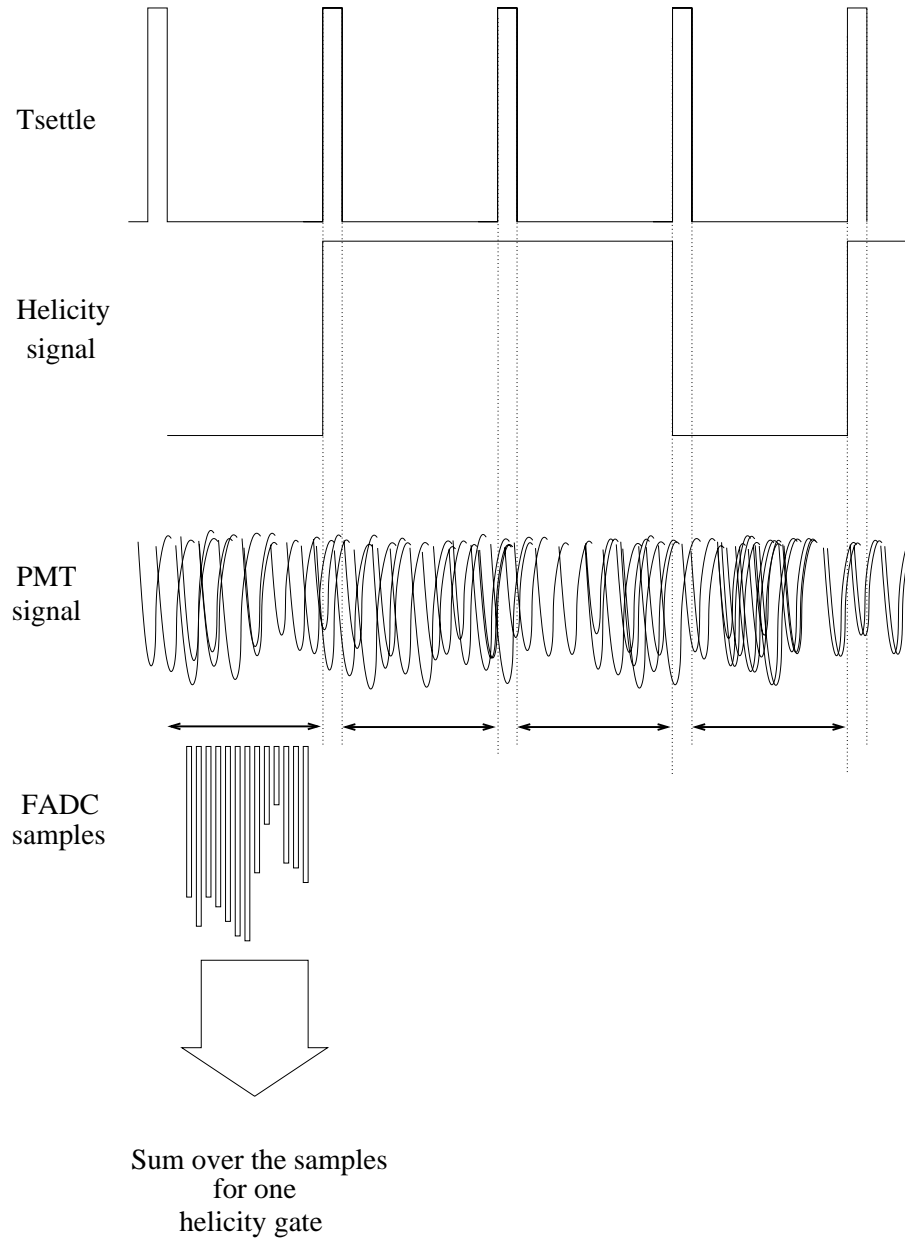 Tsettle
Helicity
signal
PMT
signal
FADC
samples
Sum over the samples
for one
helicity gate